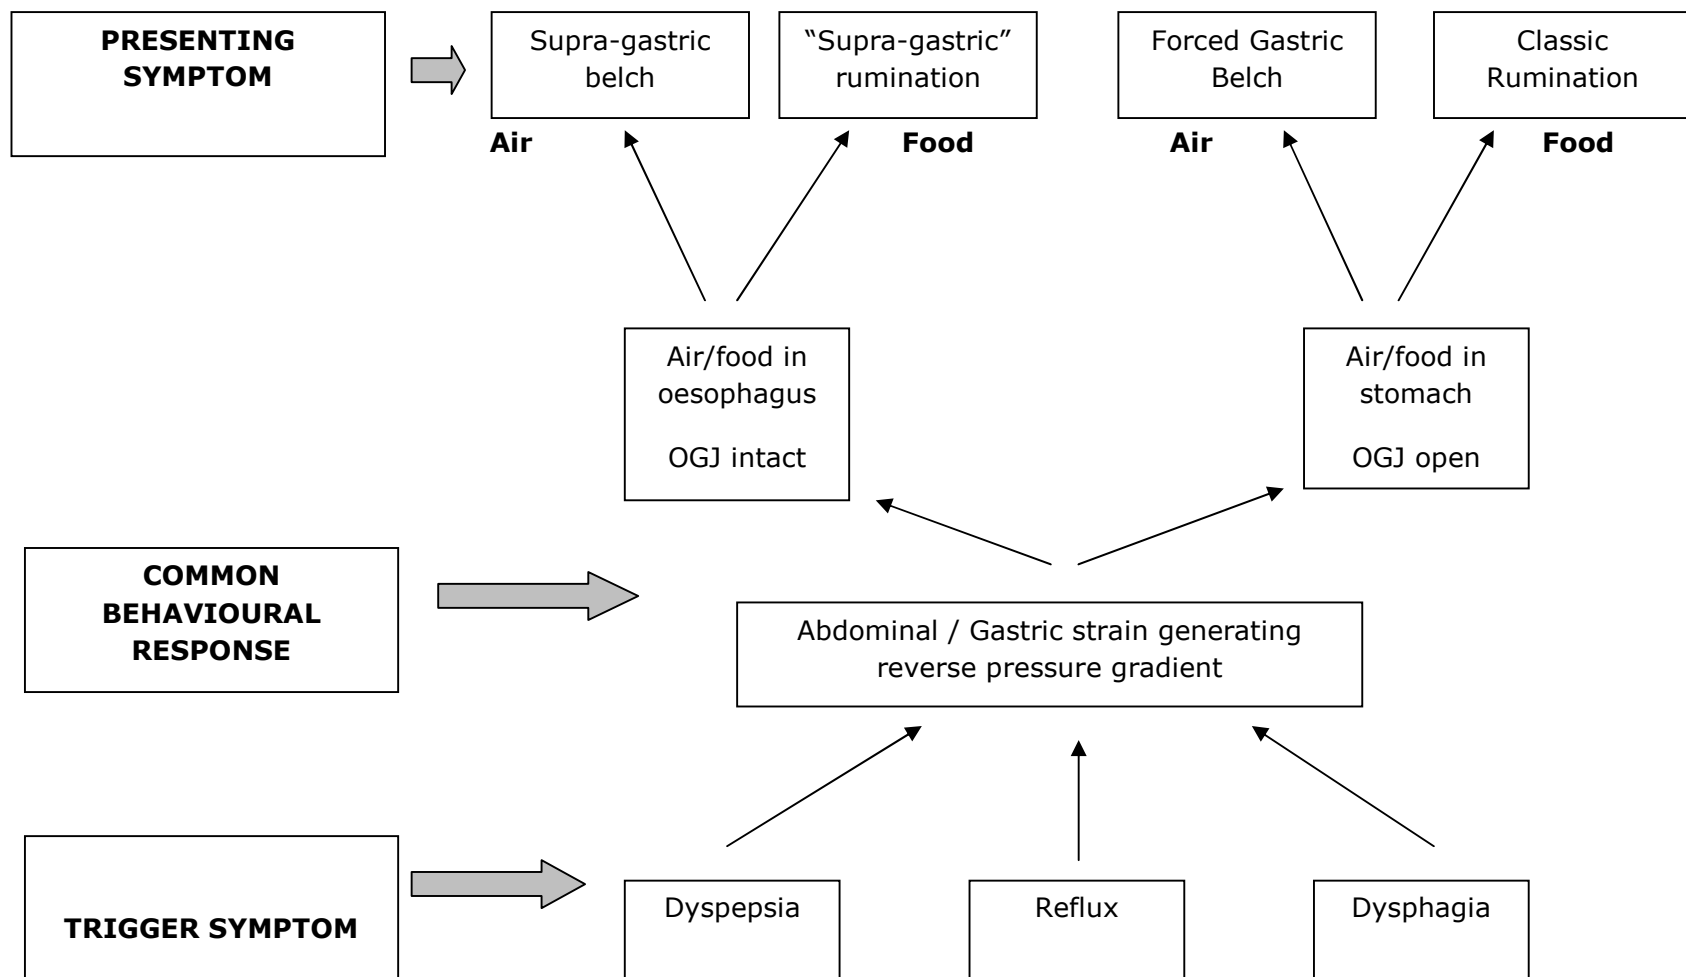 PRESENTING
SYMPTOM
Supra-gastric
belch
“Supra-gastric”
rumination
Forced Gastric
Belch
Classic
Rumination
Air
Food
Air
Food
Air/food in
oesophagus
OGJ intact
Air/food in
stomach
OGJ open
COMMON
BEHAVIOURAL
RESPONSE
Abdominal / Gastric strain generating
reverse pressure gradient
TRIGGER SYMPTOM
Dyspepsia
Reflux
Dysphagia